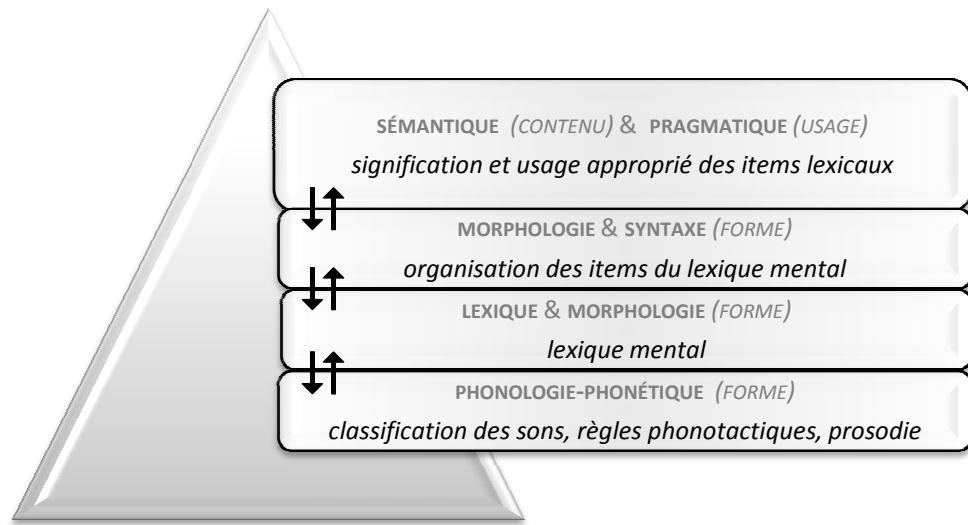 SÉMANTIQUE (CONTENU) & PRAGMATIQUE (USAGE)
signification et usage approprié des items lexicaux
MORPHOLOGIE & SYNTAXE (FORME)
organisation des items du lexique mental
LEXIQUE & MORPHOLOGIE (FORME)
lexique mental
PHONOLOGIE-PHONÉTIQUE (FORME)
classification des sons, règles phonotactiques, prosodie